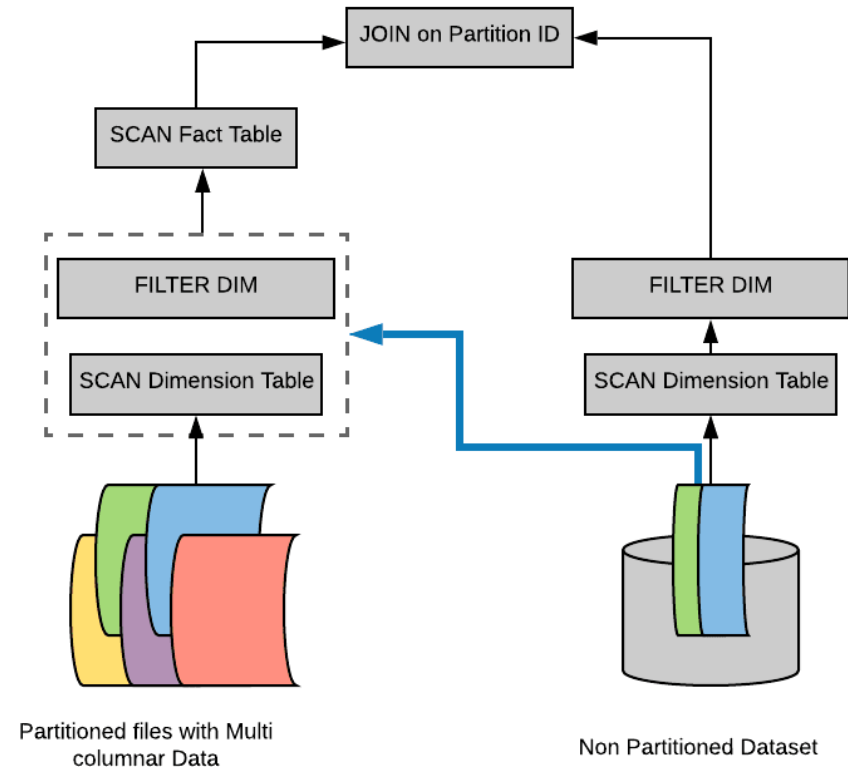 JOIN on Partition ID
SCAN Fact Table
FILTER DIM
FILTER DIM
SCAN Dimension Table
SCAN Dimension Table
Partitioned files with Multi
columnar Data
Non Partitioned Dataset